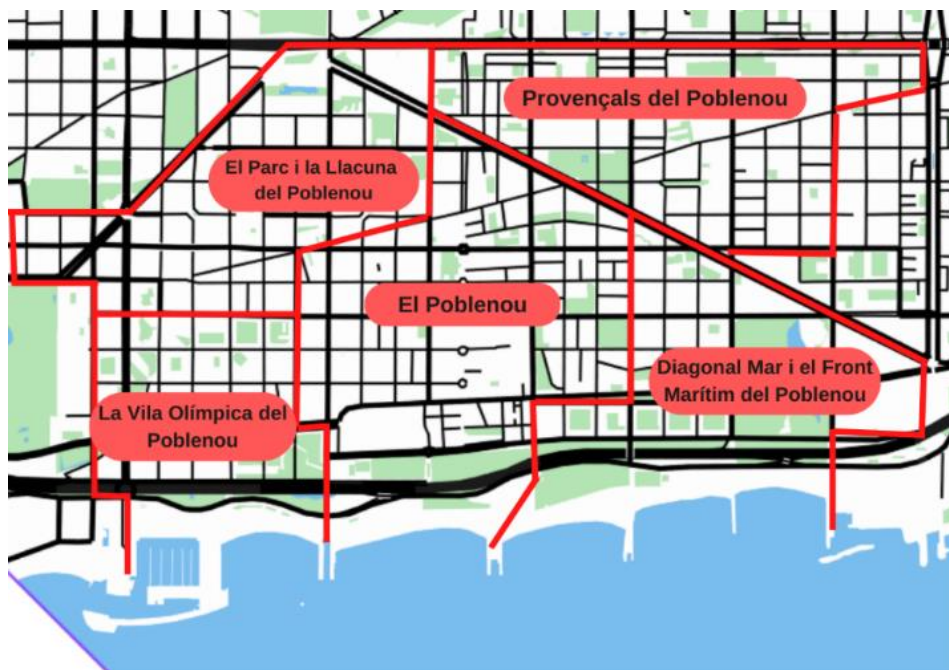 Provençals del Poblenou
El Parc i la Llacuna
del Poblenou
El Poblenou
Diagonal Mar i el Front
Marítim del Poblenou
La Vila Olímpica del
Poblenou